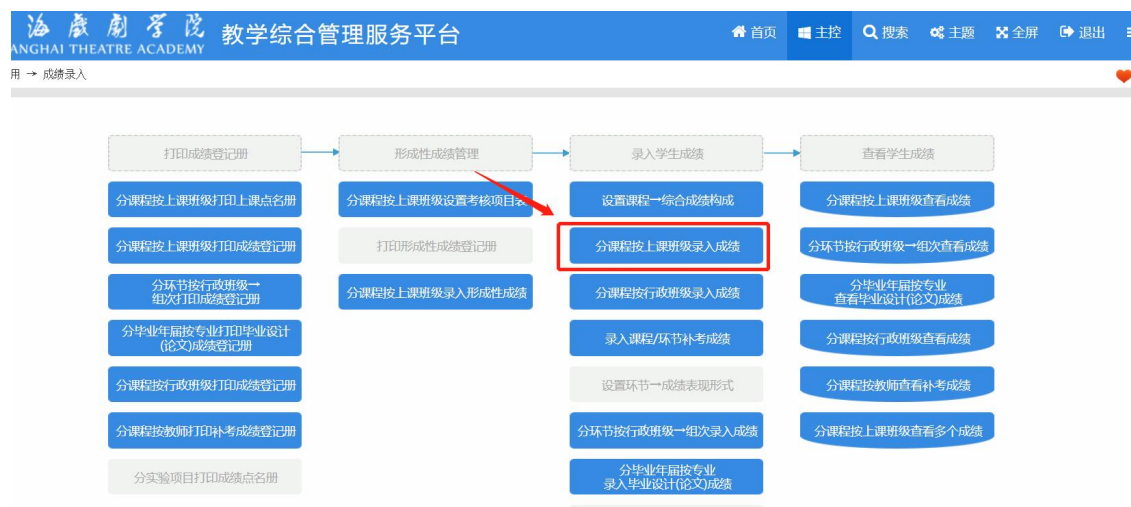 海戲劇學院 教学综合管理服务平台 首页 主控 搜索 主题 全屏 退出
ANGHAI THEATRE ACADEMY
用 → 成绩录入
打印成绩登记册
分课程按上课班级打印上课点名册
分课程按上课班级打印成绩登记册
分环节按行政班级→
组次打印成绩登记册
分毕业年届按专业打印毕业设计
(论文)成绩登记册
分课程按行政班级打印成绩登记册
分课程按教师打印补考成绩登记册
分实验项目打印成绩点名册
形成性成绩管理
分课程按上课班级设置考核项目表
打印形成性成绩登记册
分课程按上课班级录入形成性成绩
录入学生成绩
设置课程→综合成绩构成
分课程按上课班级录入成绩
分课程按行政班级录入成绩
录入课程/环节补考成绩
设置环节→成绩表现形式
分环节按行政班级→组次录入成绩
分毕业年届按专业
录入毕业设计(论文)成绩
查看学生成绩
分课程按上课班级查看成绩
分环节按行政班级→组次查看成绩
分毕业年届按专业
查看毕业设计(论文)成绩
分课程按行政班级查看成绩
分课程按教师查看补考成绩
分课程按上课班级查看多个成绩